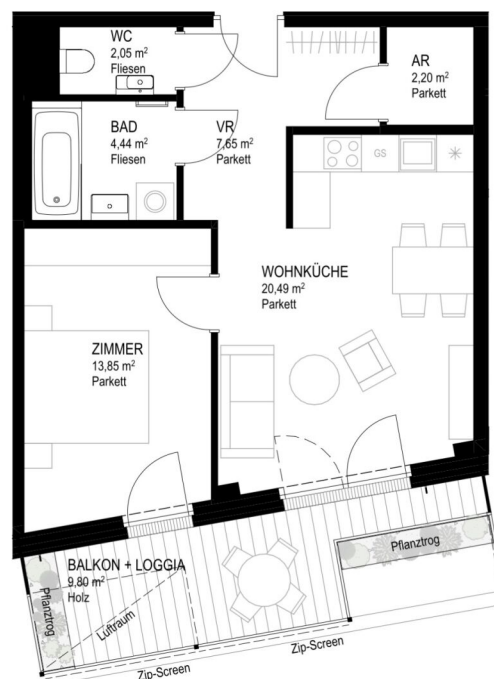 WC
2,05 m²
Fliesen
AR
2,20 m²
Parkett
BAD
4,44 m²
Fliesen
VR
7,65 m²
Parkett
GS
WOHNKÜCHE
20,49 m²
Parkett
ZIMMER
13,85 m²
Parkett
Pflanztrog
BALKON + LOGGIA
9,80 m²
Holz
Pflanztrog
Luftraum
Zip-Screen
Zip-Screen